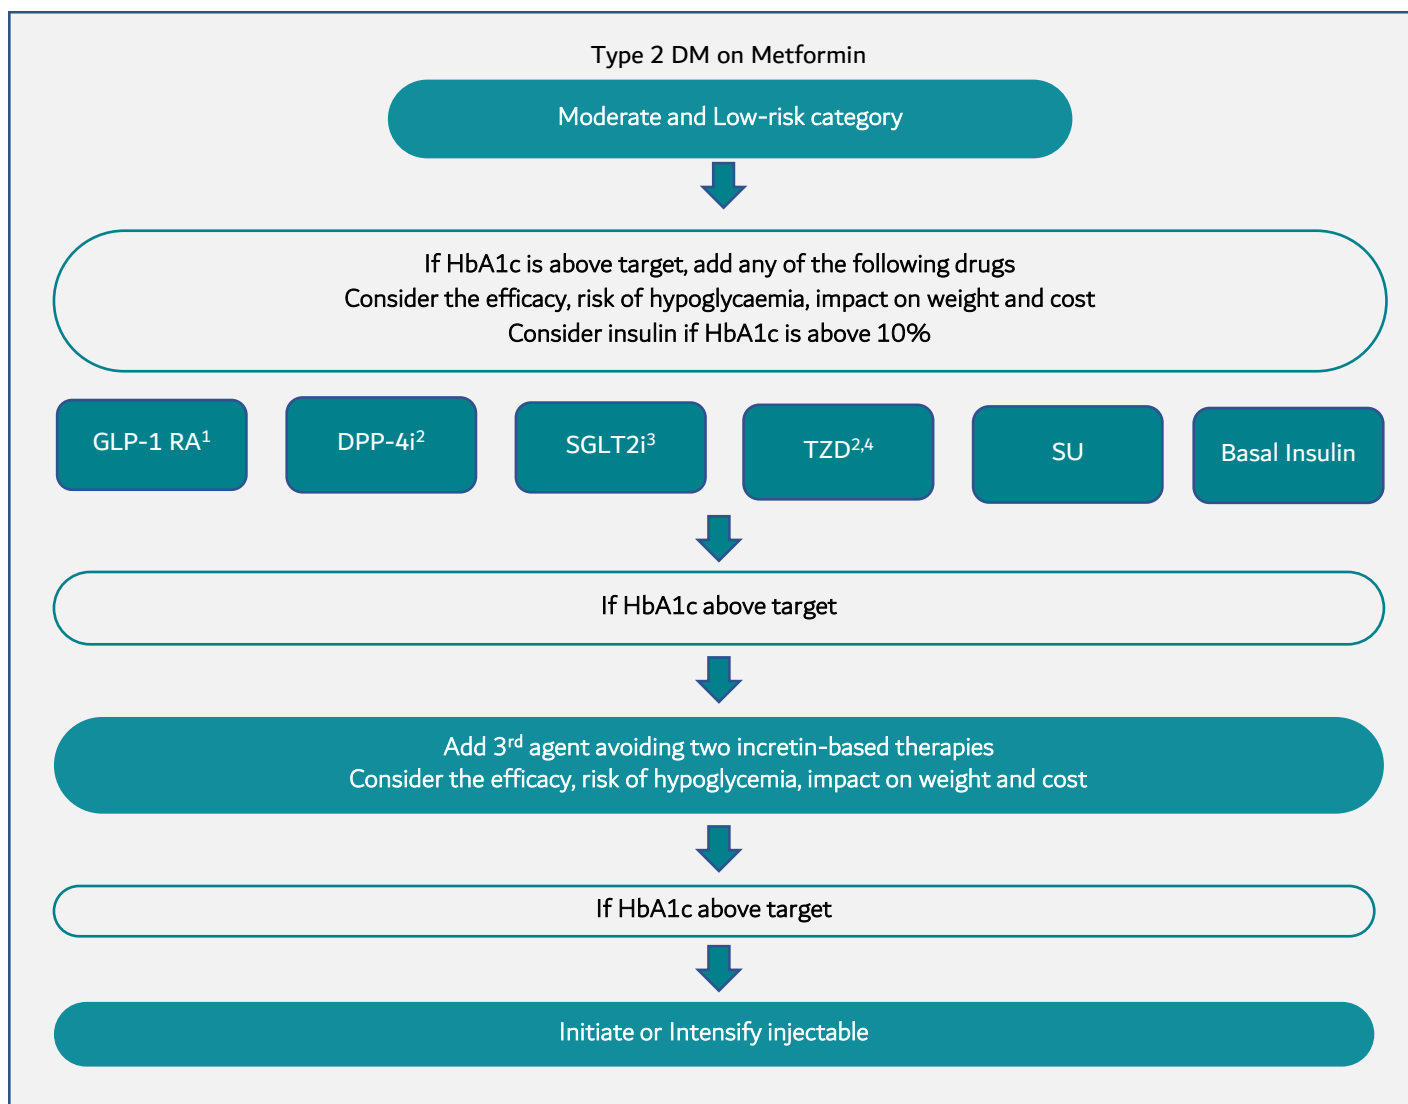 Type 2 DM on Metformin
Moderate and Low-risk category
If HbA1c is above target, add any of the following drugs
Consider the efficacy, risk of hypoglycaemia, impact on weight and cost
Consider insulin if HbA1c is above 10%
GLP-1 RA¹
DPP-4i²
SGLT2i³
TZD²,⁴
SU
Basal Insulin
If HbA1c above target
Add 3ʳᵈ agent avoiding two incretin-based therapies
Consider the efficacy, risk of hypoglycemia, impact on weight and cost
If HbA1c above target
Initiate or Intensify injectable